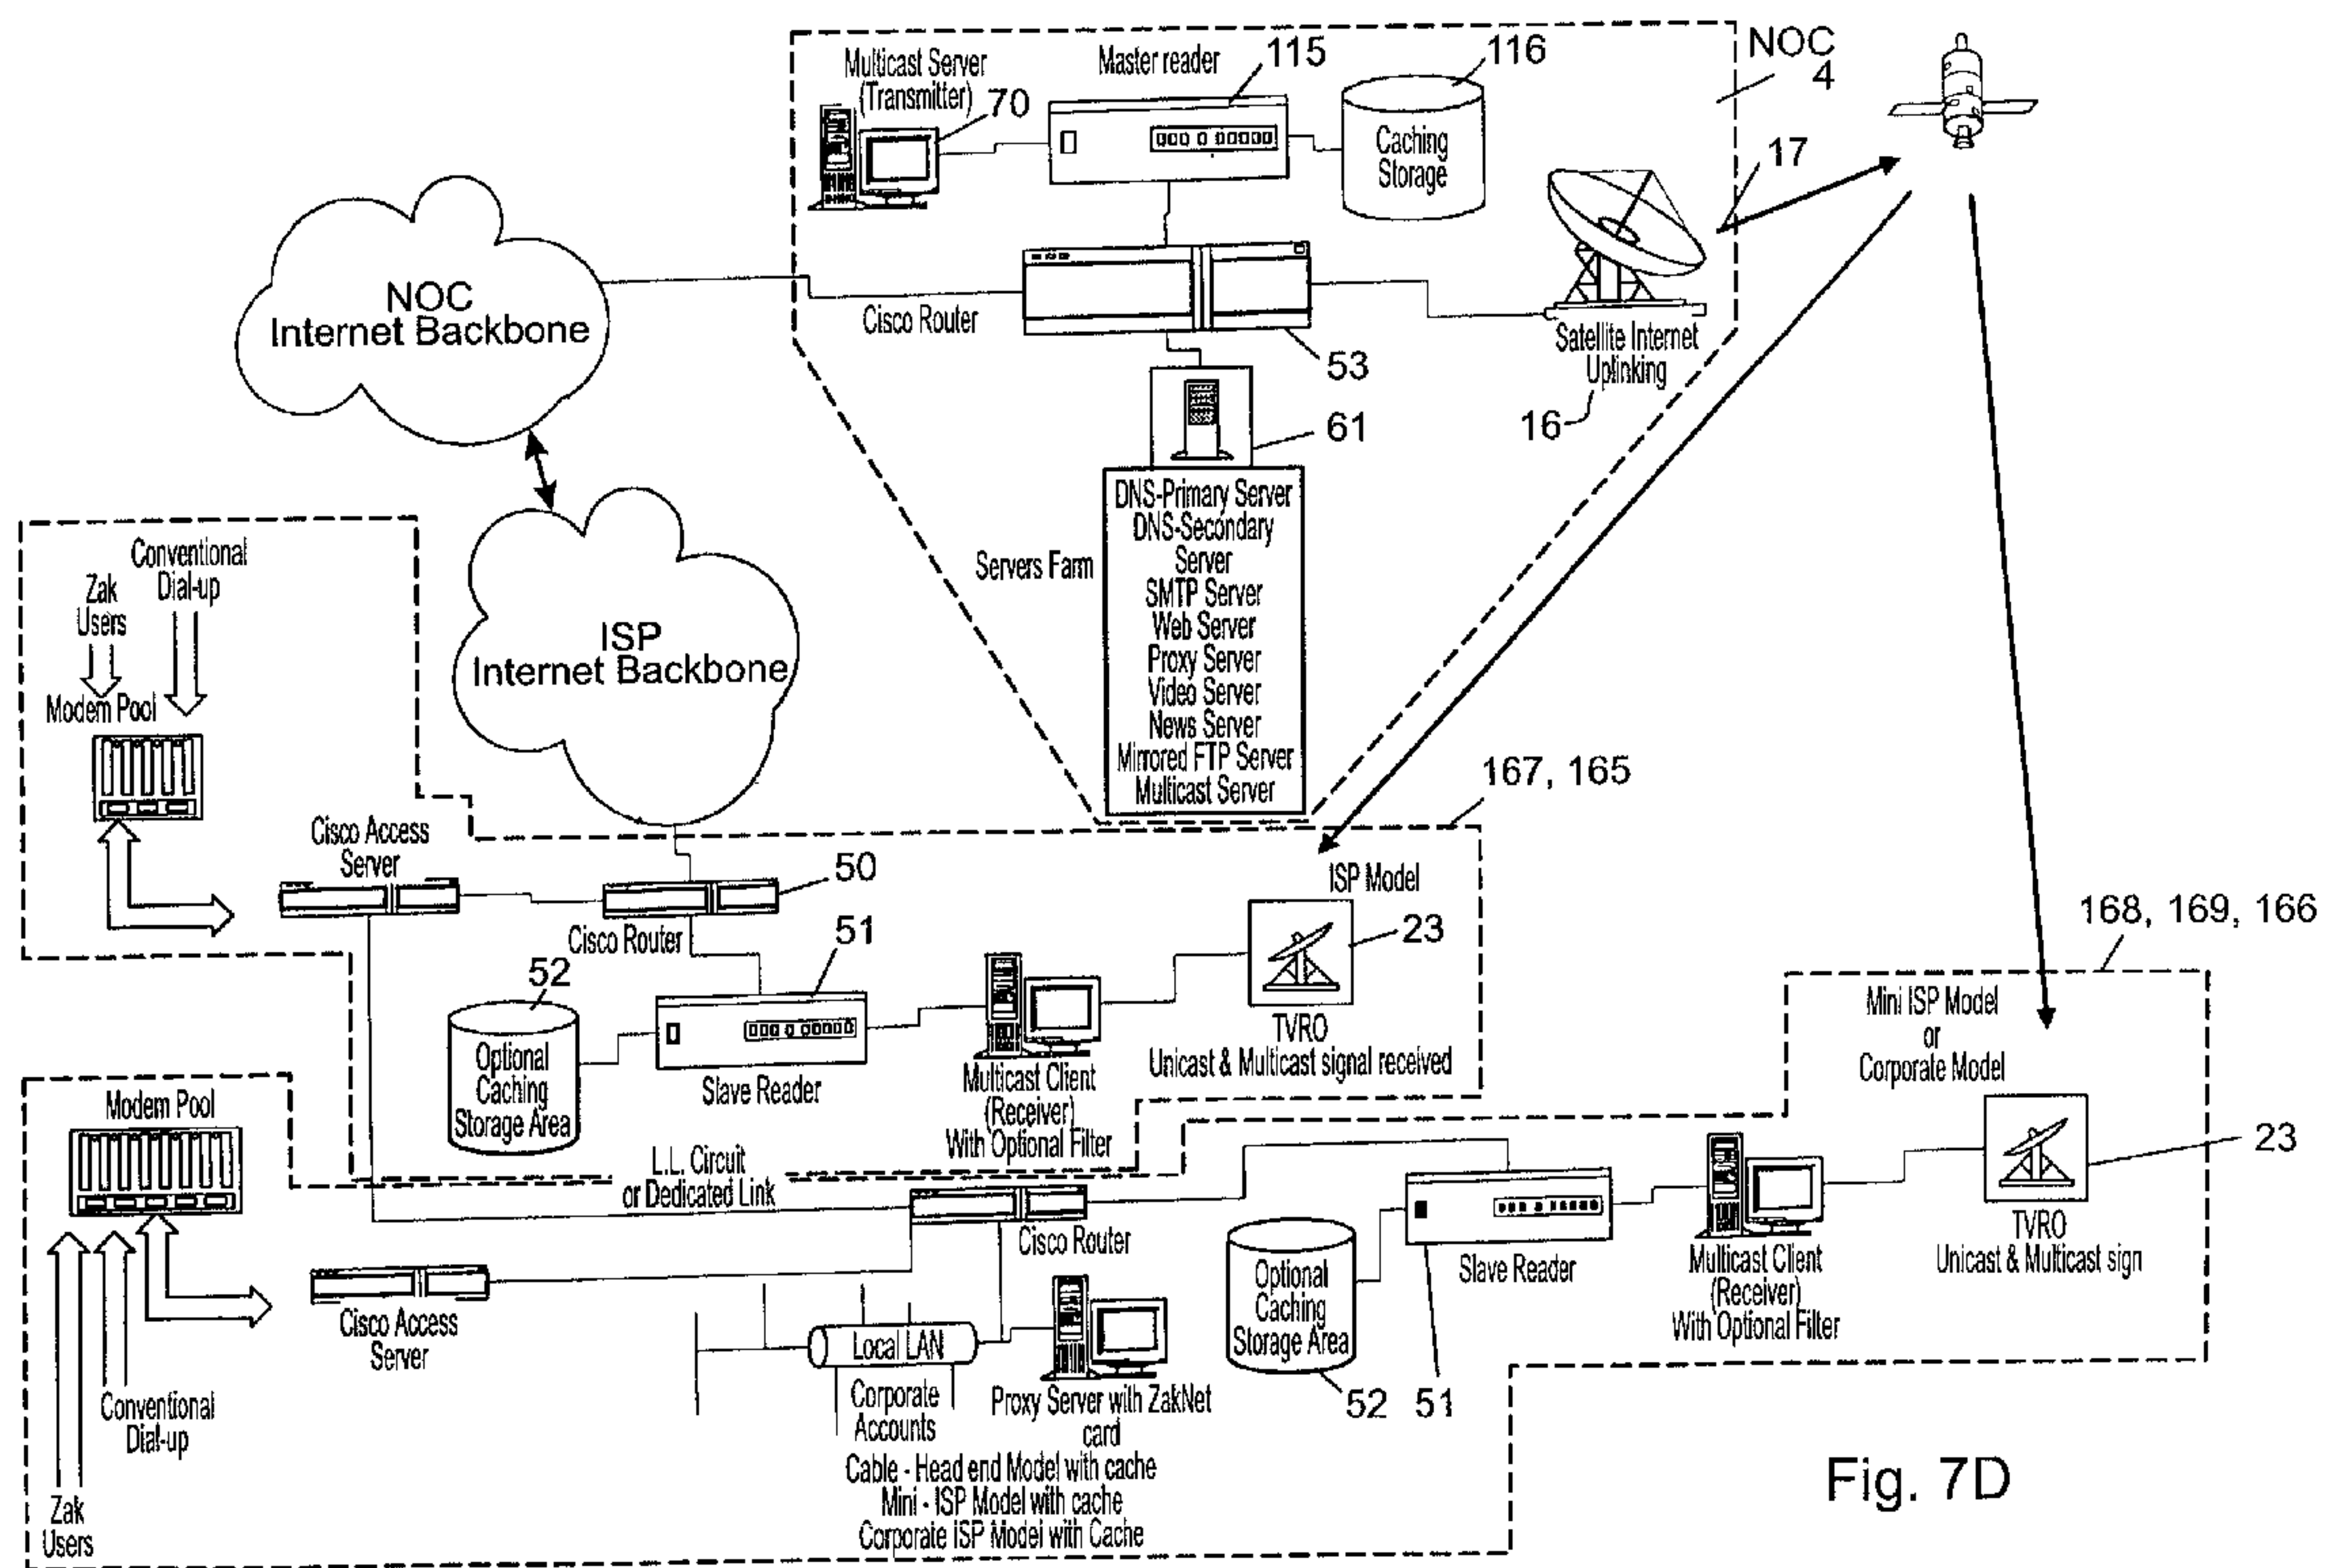 Multicast Server
(Transmitter)
70
Master reader
115
116
Caching
Storage
NOC
4
17
NOC
Internet Backbone
Cisco Router
53
Satellite Internet
Uplinking
16
61
Servers Farm
DNS-Primary Server
DNS-Secondary
Server
SMTP Server
Web Server
Proxy Server
Video Server
News Server
Mirrored FTP Server
Multicast Server
ISP
Internet Backbone
Conventional
Dial-up
Zak
Users
Modem Pool
167, 165
Cisco Access
Server
50
Cisco Router
ISP Model
23
TVRO
Unicast & Multicast signal received
51
52
Optional
Caching
Storage Area
Slave Reader
Multicast Client
(Receiver)
With Optional Filter
168, 169, 166
Mini ISP Model
or
Corporate Model
23
TVRO
Unicast & Multicast sign
Modem Pool
L.L. Circuit
or Dedicated Link
Cisco Router
Optional
Caching
Storage Area
52
51
Slave Reader
Multicast Client
(Receiver)
With Optional Filter
Cisco Access
Server
Local LAN
Corporate
Accounts
Proxy Server with ZakNet
card
Conventional
Dial-up
Zak
Users
Cable - Head end Model with cache
Mini - ISP Model with cache
Corporate ISP Model with Cache
Fig. 7D